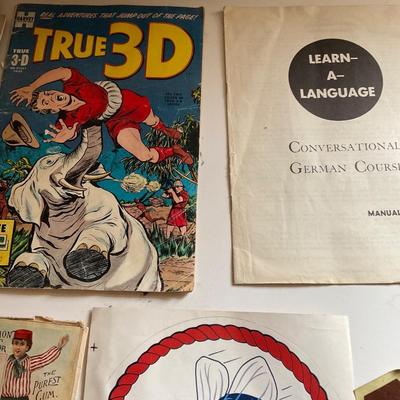 REAL ADVENTURES THAT JUMP OUT OF THE PAGE!
HARVEY
TRUE
3-D
TRUE 3D
LEARN–
–A–
LANGUAGE
CONVERSATIONAL
GERMAN COURSE
MANUAL
THE
PUREST
GUM.